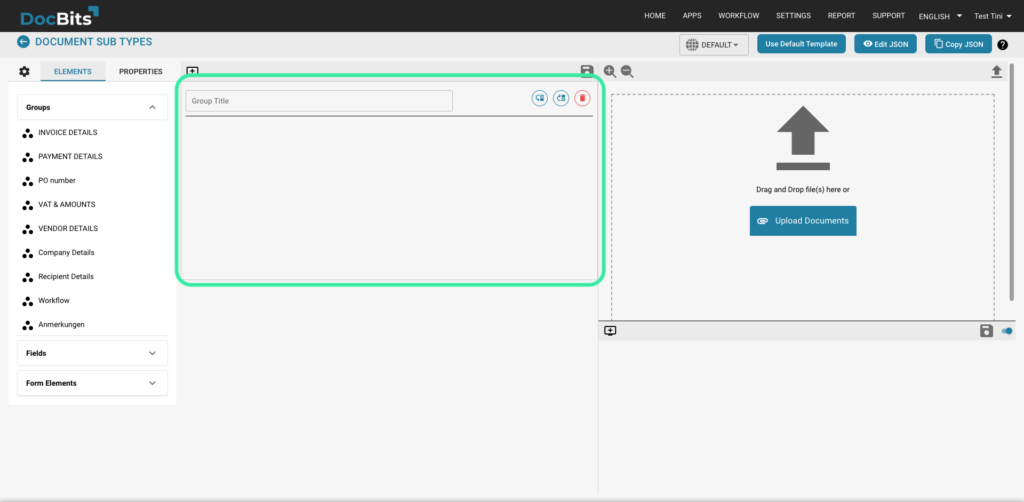 DocBits
HOME APPS WORKFLOW SETTINGS REPORT SUPPORT ENGLISH Test Tini
DOCUMENT SUB TYPES
DEFAULT Use Default Template Edit JSON Copy JSON ?
ELEMENTS PROPERTIES
Groups
INVOICE DETAILS
PAYMENT DETAILS
PO number
VAT & AMOUNTS
VENDOR DETAILS
Company Details
Recipient Details
Workflow
Anmerkungen
Fields
Form Elements
Group Title
Drag and Drop file(s) here or
Upload Documents